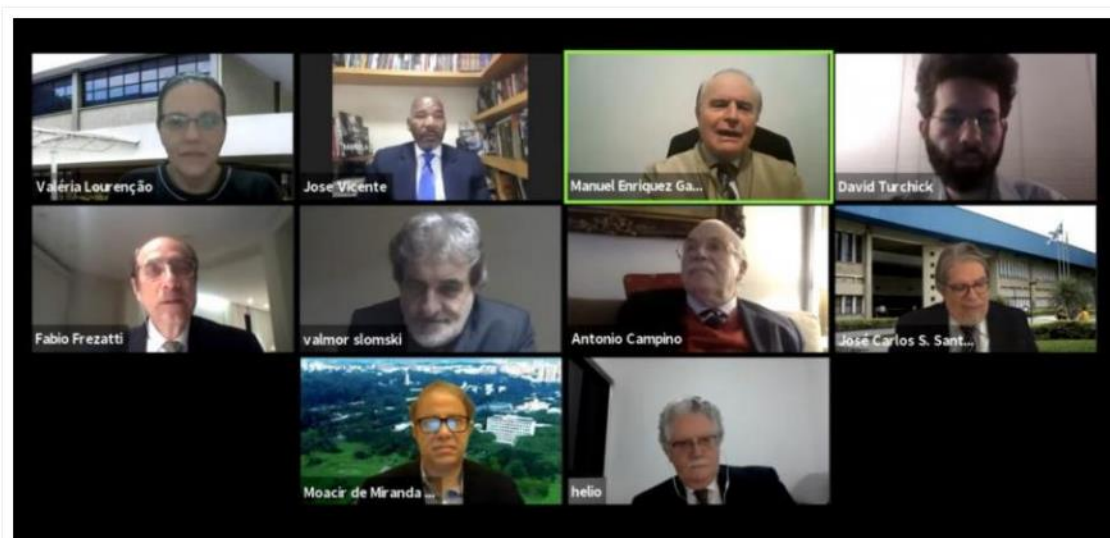 Valéria Lourenção
Jose Vicente
Manuel Enriquez Ga...
David Turchick
Fabio Frezatti
valmor slomski
Antonio Campino
José Carlos S. Sant...
Moacir de Miranda ...
helio